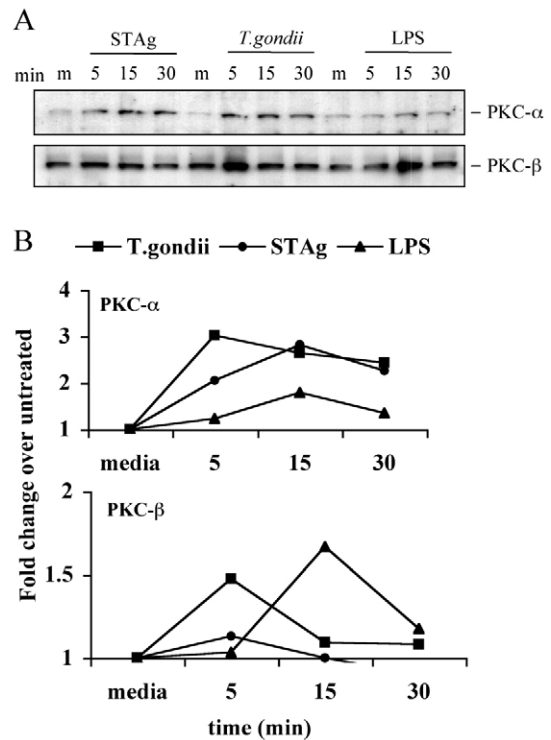 A
STAg T.gondii LPS
min m 5 15 30 m 5 15 30 m 5 15 30
– PKC-α
– PKC-β
B
T.gondii STAg LPS
Fold change over untreated
4
PKC-α
3
2
1
media 5 15 30
2
PKC-β
1.5
1
media 5 15 30
time (min)